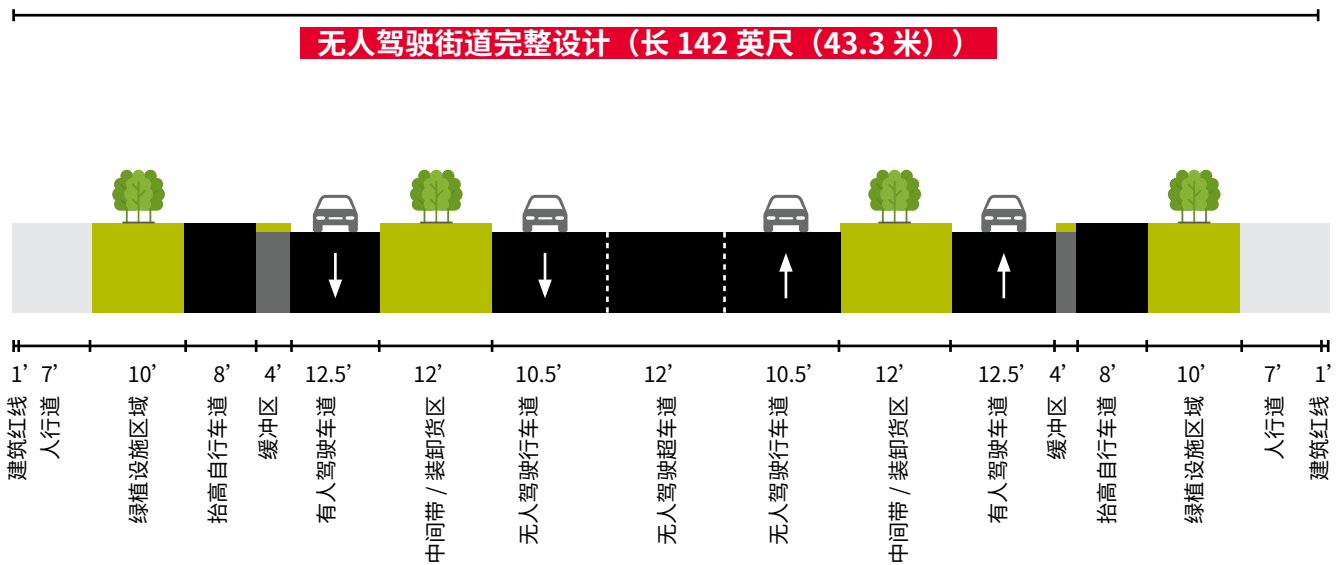 无人驾驶街道完整设计（长 142 英尺（43.3 米））
1’ 7’ 10’ 8’ 4’ 12.5’ 12’ 10.5’ 12’ 10.5’ 12’ 12.5’ 4’ 8’ 10’ 7’ 1’
建筑红线
人行道
绿植设施区域
抬高自行车道
缓冲区
有人驾驶车道
中间带 / 装卸货区
无人驾驶行车道
无人驾驶超车道
无人驾驶行车道
中间带 / 装卸货区
有人驾驶车道
缓冲区
抬高自行车道
绿植设施区域
人行道
建筑红线